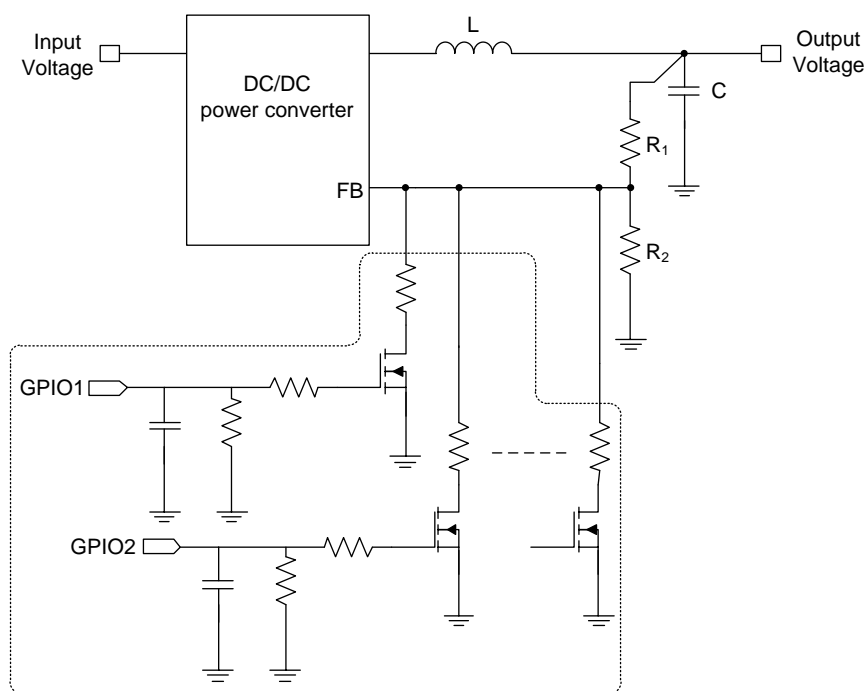 Input
Voltage
DC/DC
power converter
L
Output
Voltage
C
R₁
FB
R₂
GPIO1
GPIO2